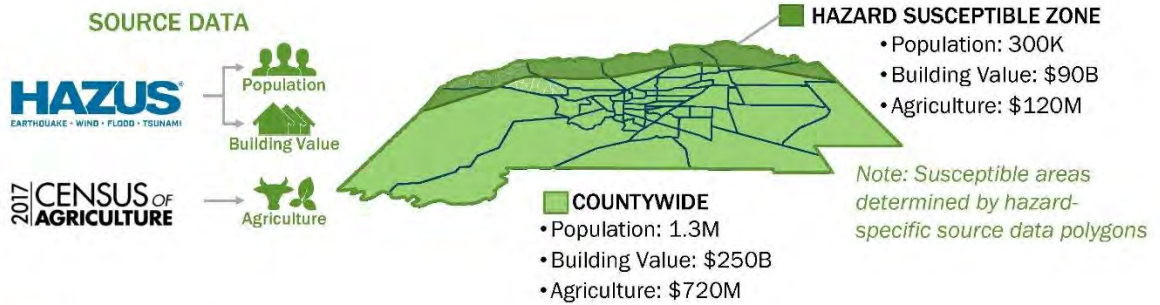 SOURCE DATA
HAZUS®
EARTHQUAKE • WIND • FLOOD • TSUNAMI
Population
Building Value
2017 CENSUS OF
AGRICULTURE
Agriculture
HAZARD SUSCEPTIBLE ZONE
• Population: 300K
• Building Value: $90B
• Agriculture: $120M
COUNTYWIDE
• Population: 1.3M
• Building Value: $250B
• Agriculture: $720M
Note: Susceptible areas
determined by hazard-
specific source data polygons